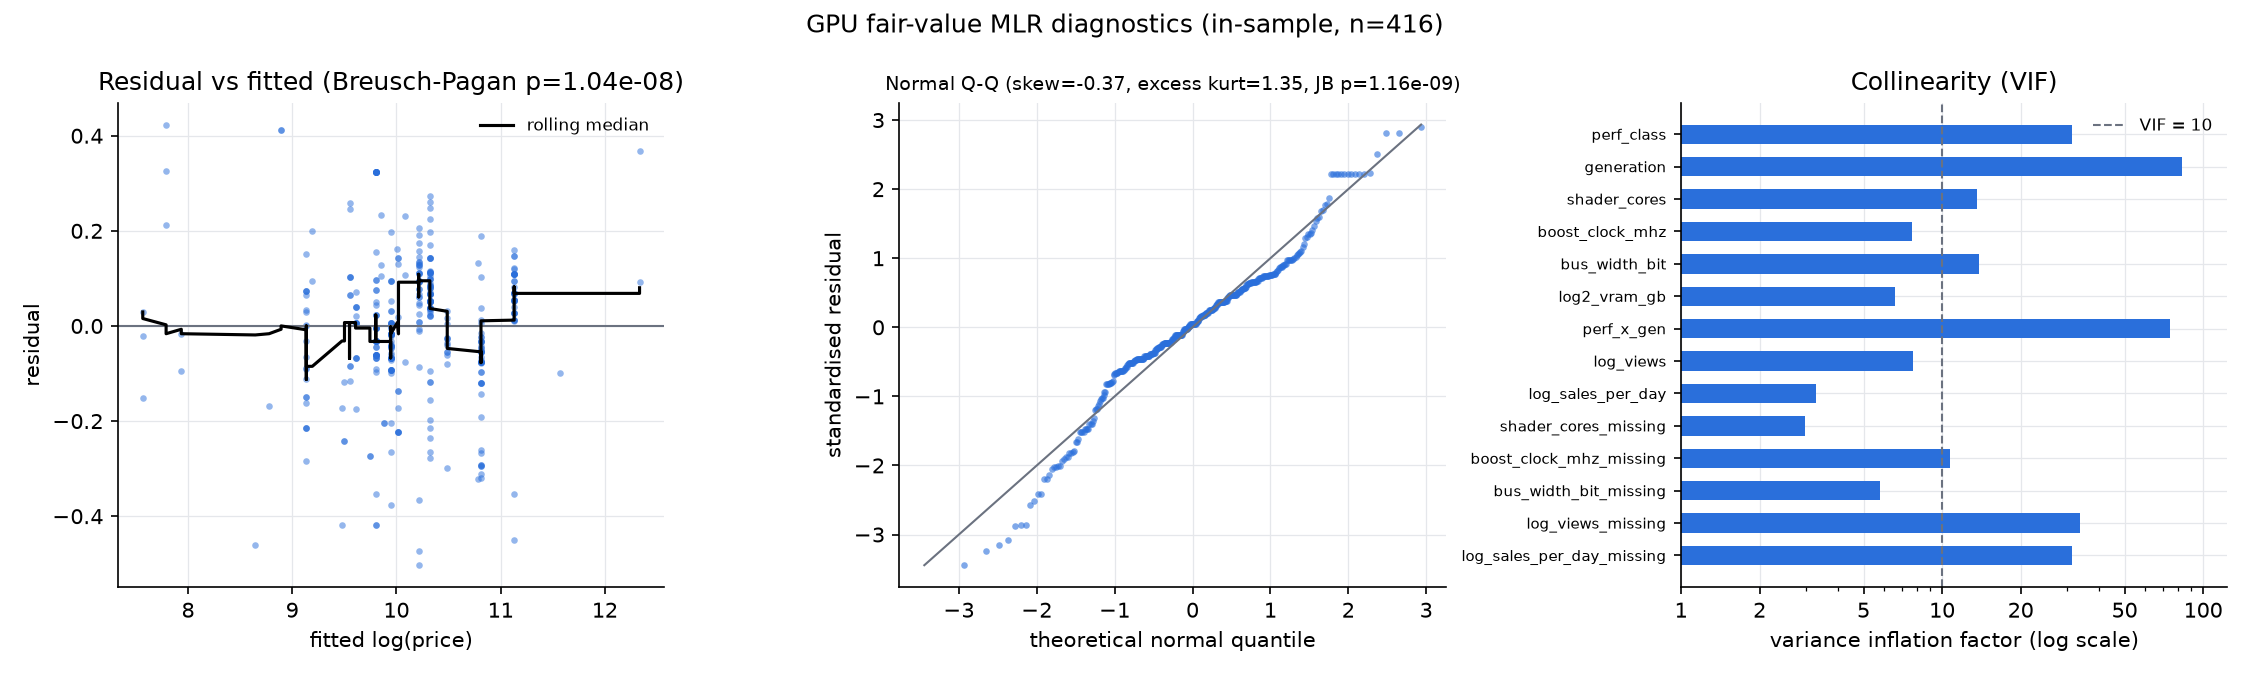 GPU fair-value MLR diagnostics (in-sample, n=416)
Residual vs fitted (Breusch-Pagan p=1.04e-08)
rolling median
0.4
0.2
0.0
−0.2
−0.4
residual
8
9
10
11
12
fitted log(price)
Normal Q-Q (skew=-0.37, excess kurt=1.35, JB p=1.16e-09)
3
2
1
0
−1
−2
−3
standardised residual
−3
−2
−1
0
1
2
3
theoretical normal quantile
Collinearity (VIF)
VIF = 10
perf_class
generation
shader_cores
boost_clock_mhz
bus_width_bit
log2_vram_gb
perf_x_gen
log_views
log_sales_per_day
shader_cores_missing
boost_clock_mhz_missing
bus_width_bit_missing
log_views_missing
log_sales_per_day_missing
1
2
5
10
20
50
100
variance inflation factor (log scale)